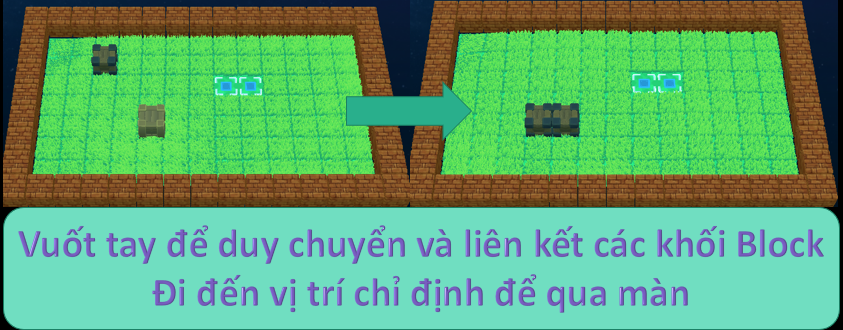 Vuốt tay để duy chuyển và liên kết các khối Block
Đi đến vị trí chỉ định để qua màn